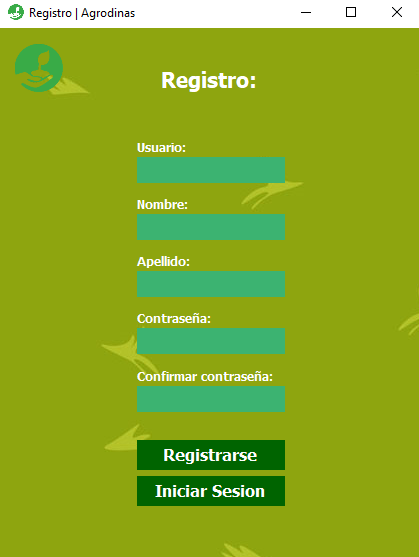 Registro | Agrodinas
Registro:
Usuario:
Nombre:
Apellido:
Contraseña:
Confirmar contraseña:
Registrarse
Iniciar Sesion